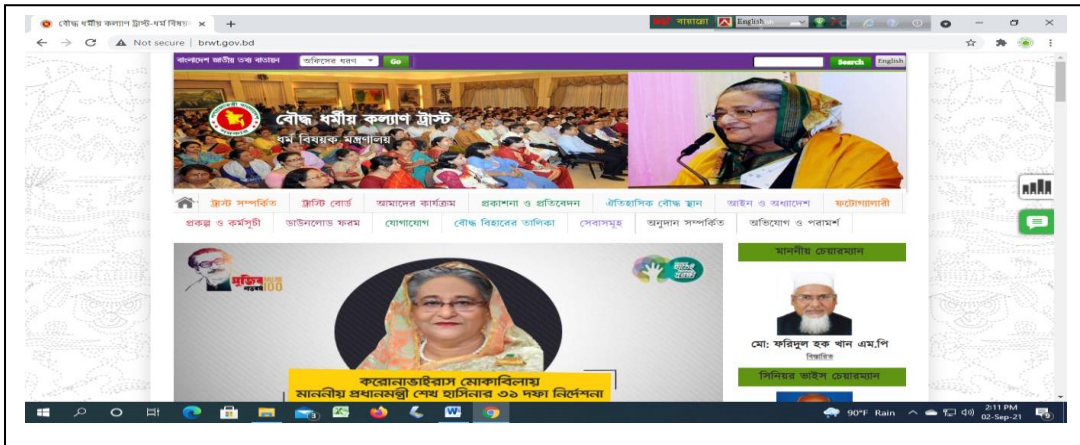 বৌদ্ধ ধর্মীয় কল্যাণ ট্রাস্ট-ধর্ম বিষয়
English
Not secure | brwt.gov.bd
বাংলাদেশ জাতীয় তথ্য বাতায়ন
অফিসের ধরণ
Go
Search
English
বৌদ্ধ ধর্মীয় কল্যাণ ট্রাস্ট
ধর্ম বিষয়ক মন্ত্রণালয়
ট্রাস্ট সম্পর্কিত
ট্রাস্টি বোর্ড
আমাদের কার্যক্রম
প্রকাশনা ও প্রতিবেদন
ঐতিহাসিক বৌদ্ধ স্থান
আইন ও অধ্যাদেশ
ফটোগ্যালারী
প্রকল্প ও কর্মসূচী
ডাউনলোড ফরম
যোগাযোগ
বৌদ্ধ বিহারের তালিকা
সেবাসমূহ
অনুদান সম্পর্কিত
অভিযোগ ও পরামর্শ
মুজিব
100
করোনাভাইরাস মোকাবিলায়
মাননীয় প্রধানমন্ত্রী শেখ হাসিনার ৩১ দফা নির্দেশনা
মাননীয় চেয়ারম্যান
মো: ফরিদুল হক খান এম.পি
বিস্তারিত
সিনিয়র ভাইস চেয়ারম্যান
90°F Rain
2:11 PM
02-Sep-21